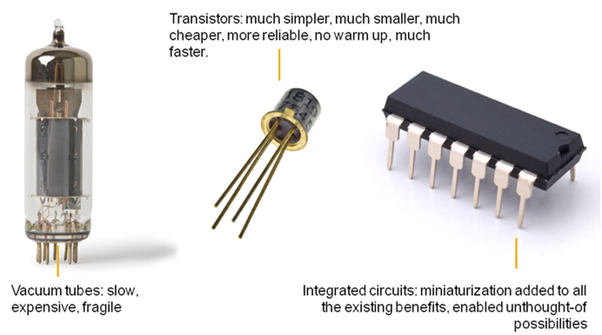 Transistors: much simpler, much smaller, much
cheaper, more reliable, no warm up, much
faster.
Vacuum tubes: slow,
expensive, fragile
Integrated circuits: miniaturization added to all
the existing benefits, enabled unthought-of
possibilities